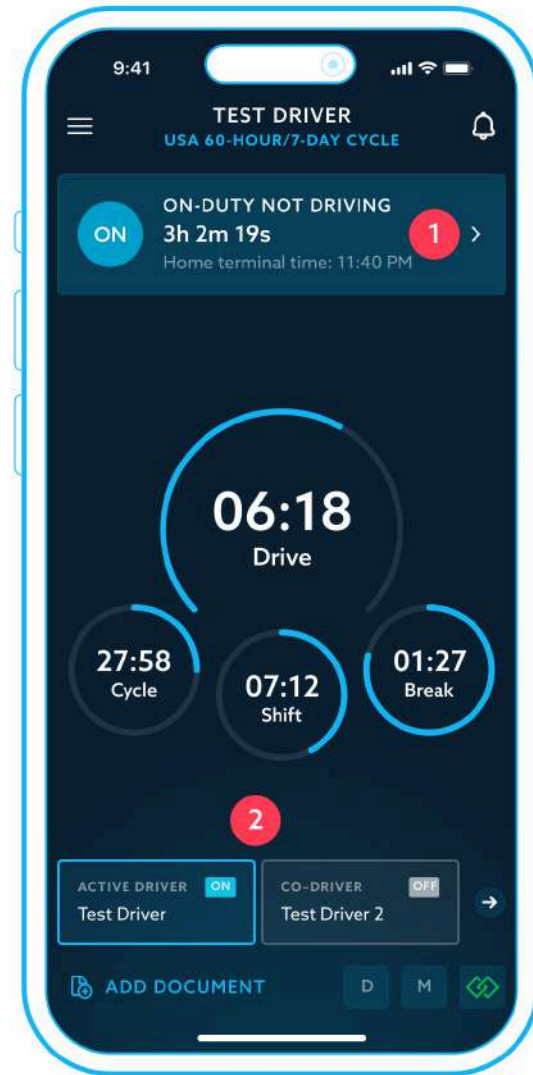 9:41
TEST DRIVER
USA 60-HOUR/7-DAY CYCLE
ON
ON-DUTY NOT DRIVING
3h 2m 19s
Home terminal time: 11:40 PM
1
06:18
Drive
27:58
Cycle
07:12
Shift
01:27
Break
2
ACTIVE DRIVER ON
Test Driver
CO-DRIVER OFF
Test Driver 2
ADD DOCUMENT
D
M